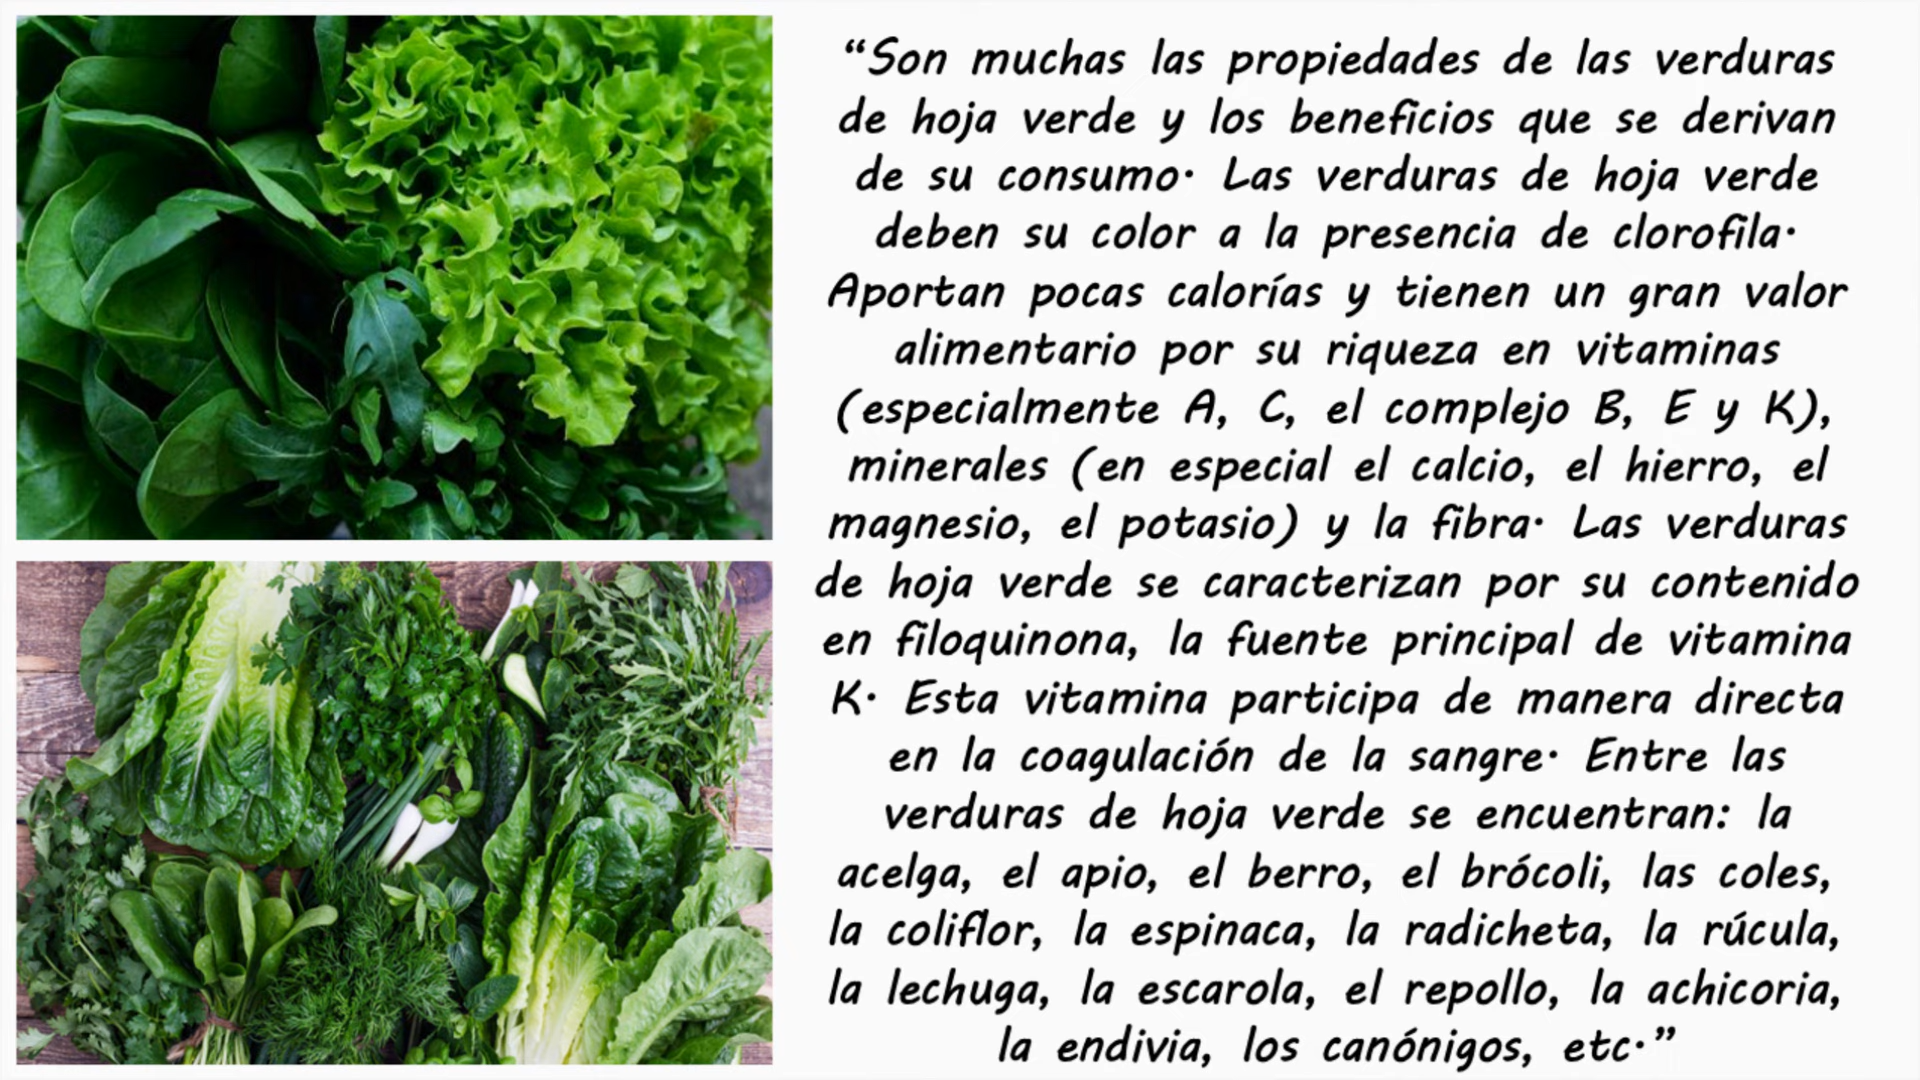 “Son muchas las propiedades de las verduras
de hoja verde y los beneficios que se derivan
de su consumo. Las verduras de hoja verde
deben su color a la presencia de clorofila.
Aportan pocas calorías y tienen un gran valor
alimentario por su riqueza en vitaminas
(especialmente A, C, el complejo B, E y K),
minerales (en especial el calcio, el hierro, el
magnesio, el potasio) y la fibra. Las verduras
de hoja verde se caracterizan por su contenido
en filoquinona, la fuente principal de vitamina
K. Esta vitamina participa de manera directa
en la coagulación de la sangre. Entre las
verduras de hoja verde se encuentran: la
acelga, el apio, el berro, el brócoli, las coles,
la coliflor, la espinaca, la radicheta, la rúcula,
la lechuga, la escarola, el repollo, la achicoria,
la endivia, los canónigos, etc.”